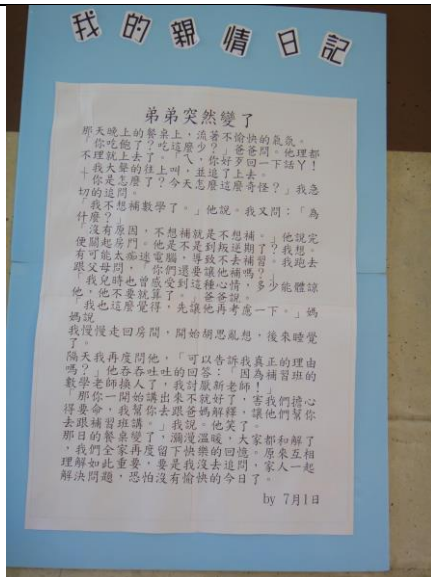 我的親情日記
弟弟突然變了
那天晚上的餐桌上,流著不愉快的氣氛。
「你吃飽了?吃這麼少?」爸爸問。他理都
不理就上去了。「ㄟ,你好歹回一下話ㄚ!
」我大聲的往上叫,並追了上去。
「你是怎麼了?今天怎麼這麼奇怪?」我急
切的追問。
「我不想補數學了。」他說。我又問:「為
什麼?」
「沒有原因,不想補就是不想補。」他說完
便關起房門。他是不是到叛逆期了?我想。
有可能太痴迷電腦,導致不去補習。我跑去
跟父母問,「你們還要讓他補嗎?」
「我兒時也曾感受到這種心情,多少能體諒
他,他不要就算了。」爸爸說。
「我也這麼覺得,先讓他再考慮一下。」媽
媽說
我慢慢走回房間,開始胡思亂想,後來睡覺
了。
隔天我再度問他,「可以告訴我真正的理由
嗎?」他吞吞吐吐的回答:「因為補習班的
數學老師換人了,我討厭新老師!」
「那你一開始講出來不就好了,害我們擔心
得要命,我幫你去跟爸媽解釋,讓他們幫你
去跟補習班講。」我說。他笑了。
那日的餐桌變了,瀰漫溫暖,大家都和解了
,我們全家再度留下快樂的回憶。原來互相
理解如此重要,要是我沒去追問,家人一起
解決問題,恐怕沒有愉快的今日了。
by 7月1日